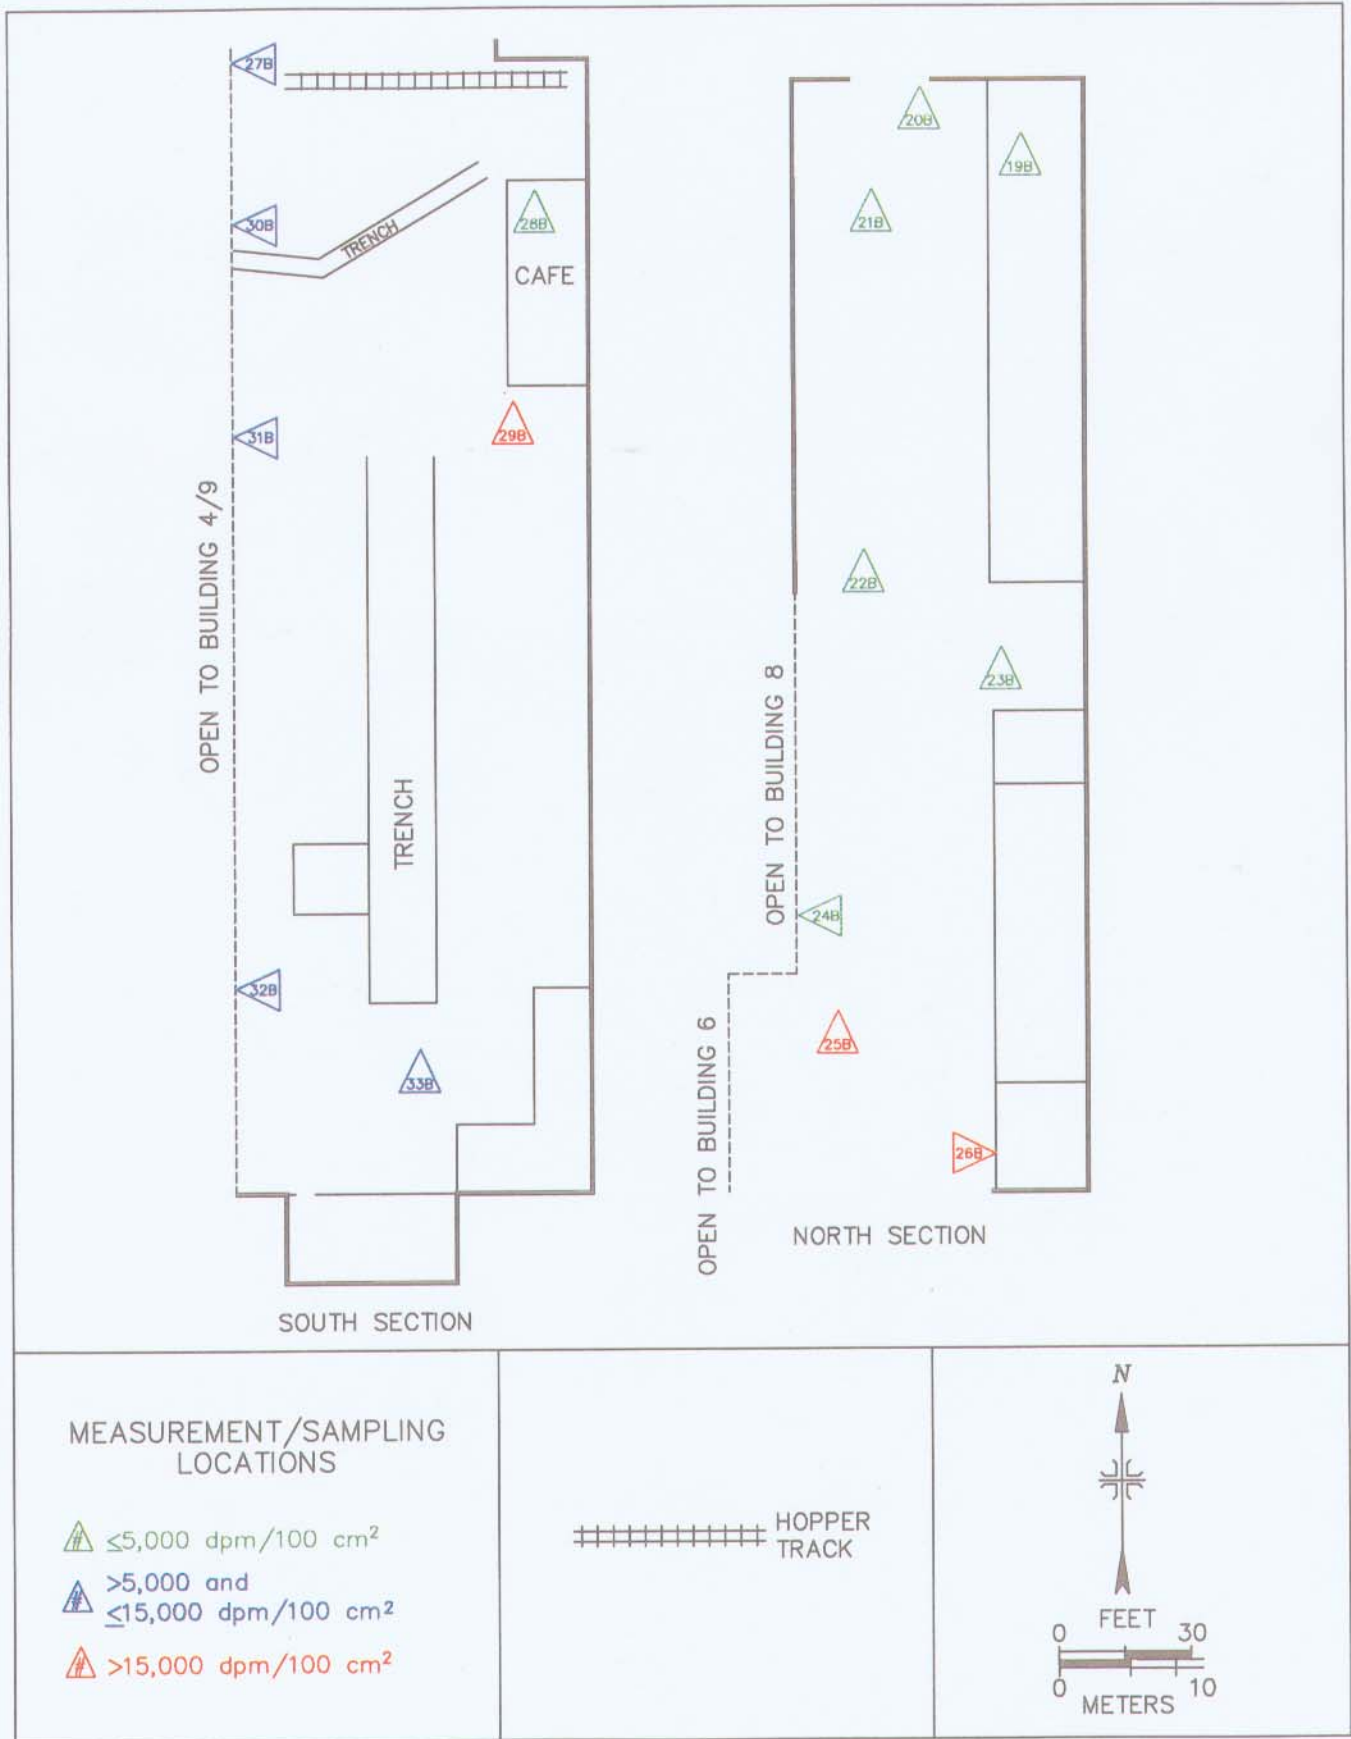 27B
30B
TRENCH
28B
CAFE
31B
29B
OPEN TO BUILDING 4/9
TRENCH
32B
33B
SOUTH SECTION
20B
19B
21B
22B
23B
OPEN TO BUILDING 8
24B
25B
OPEN TO BUILDING 6
26B
NORTH SECTION
MEASUREMENT/SAMPLING
LOCATIONS
# ≤5,000 dpm/100 cm²
# >5,000 and
≤15,000 dpm/100 cm²
# >15,000 dpm/100 cm²
HOPPER
TRACK
N
FEET
0 30
0 10
METERS